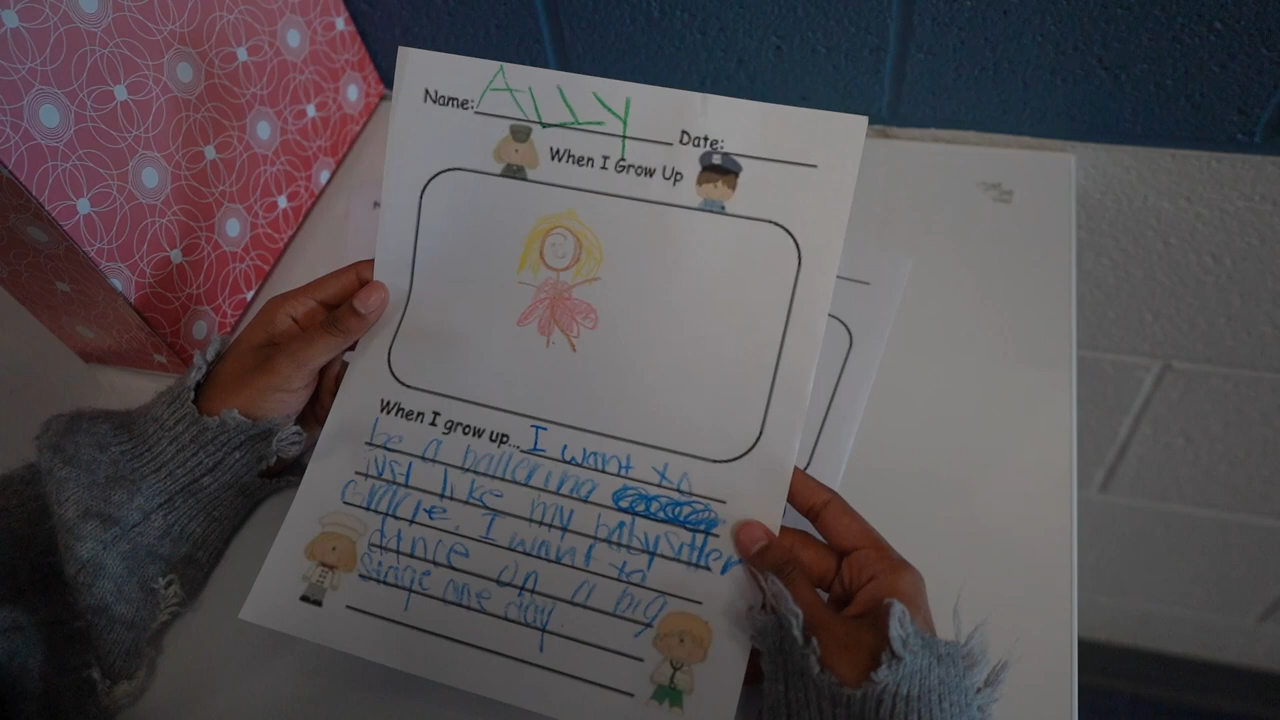 Name: ALLY Date:
When I Grow Up
When I grow up... I want to
be a ballerina
just like my babysitter
Gracie. I want to
dance on a big
stage one day.